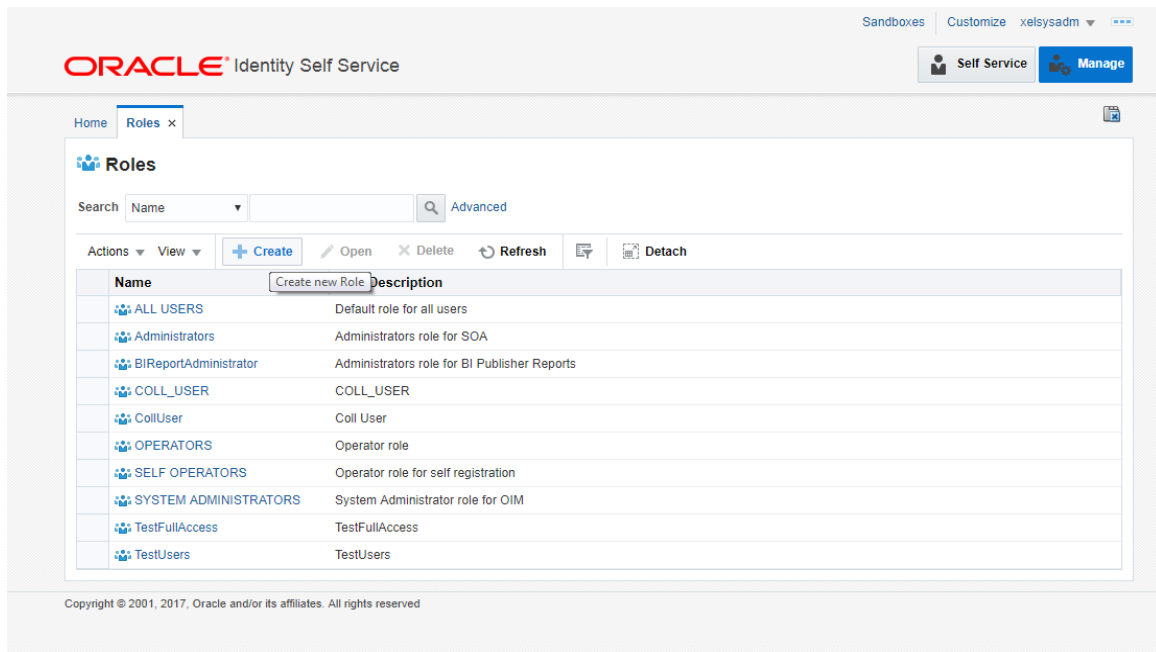 Sandboxes Customize xelsysadm
ORACLE® Identity Self Service
Self Service Manage
Home Roles ×
Roles
Search Name Advanced
Actions View Create Open Delete Refresh Detach
Name Description
Create new Role
ALL USERS Default role for all users
Administrators Administrators role for SOA
BIReportAdministrator Administrators role for BI Publisher Reports
COLL_USER COLL_USER
CollUser Coll User
OPERATORS Operator role
SELF OPERATORS Operator role for self registration
SYSTEM ADMINISTRATORS System Administrator role for OIM
TestFullAccess TestFullAccess
TestUsers TestUsers
Copyright © 2001, 2017, Oracle and/or its affiliates. All rights reserved